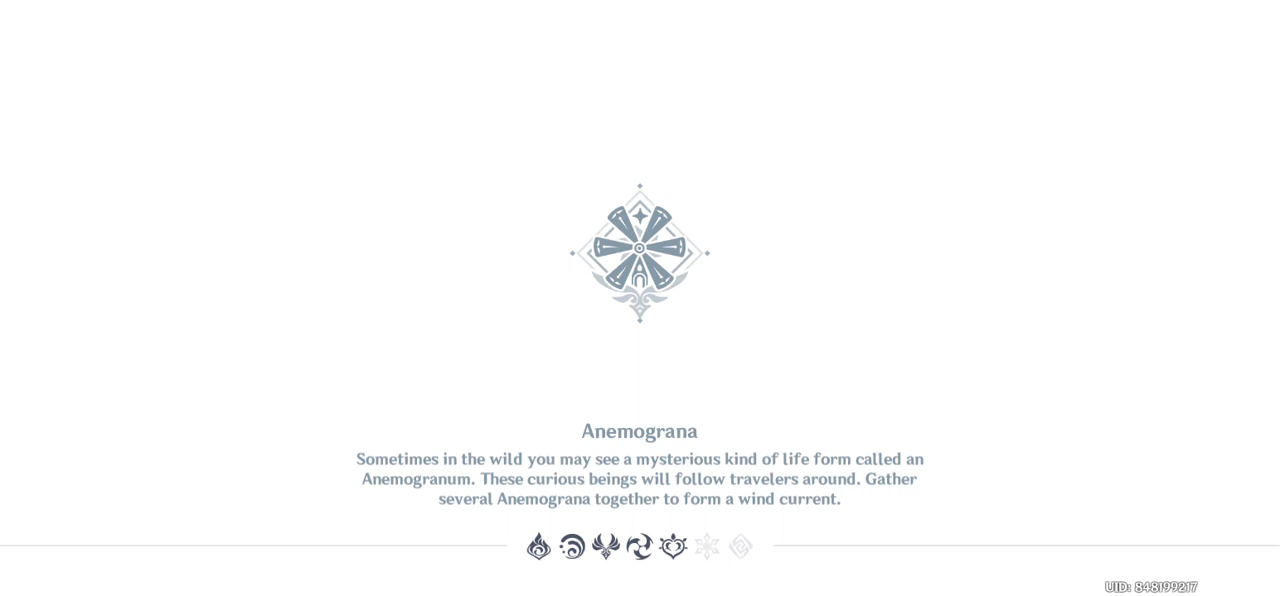 Anemograna
Sometimes in the wild you may see a mysterious kind of life form called an
Anemogranum. These curious beings will follow travelers around. Gather
several Anemograna together to form a wind current.
UID: 848199217